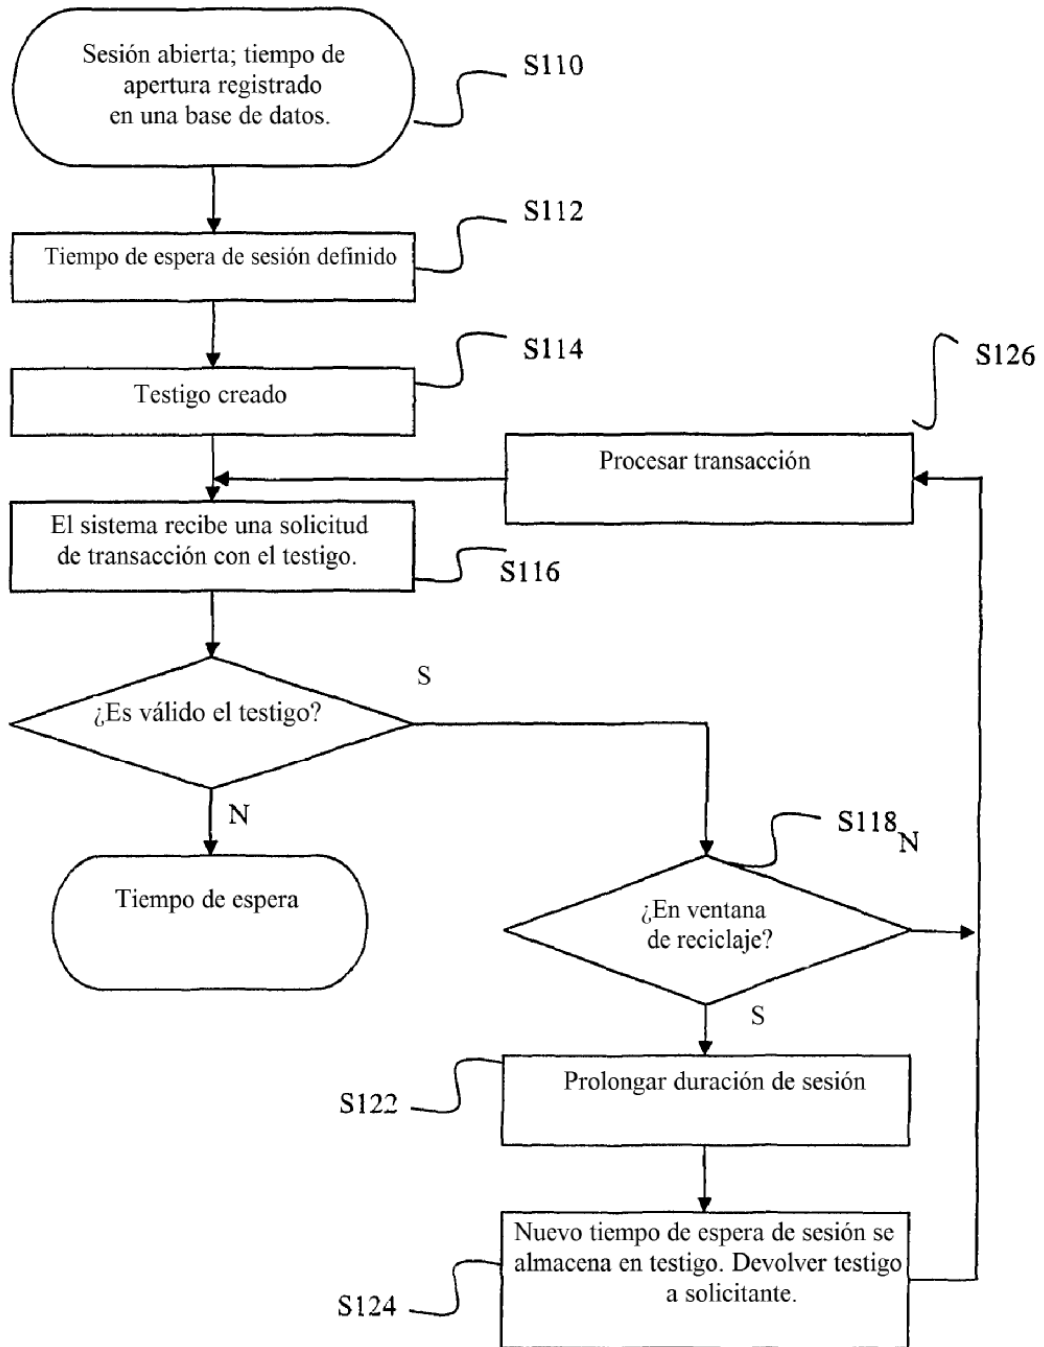 Sesión abierta; tiempo de
apertura registrado
en una base de datos.
S110
S112
Tiempo de espera de sesión definido
S114
Testigo creado
S126
Procesar transacción
El sistema recibe una solicitud
de transacción con el testigo.
S116
S
¿Es válido el testigo?
N
S118
N
Tiempo de espera
¿En ventana
de reciclaje?
S
Prolongar duración de sesión
S122
Nuevo tiempo de espera de sesión se
almacena en testigo. Devolver testigo
a solicitante.
S124